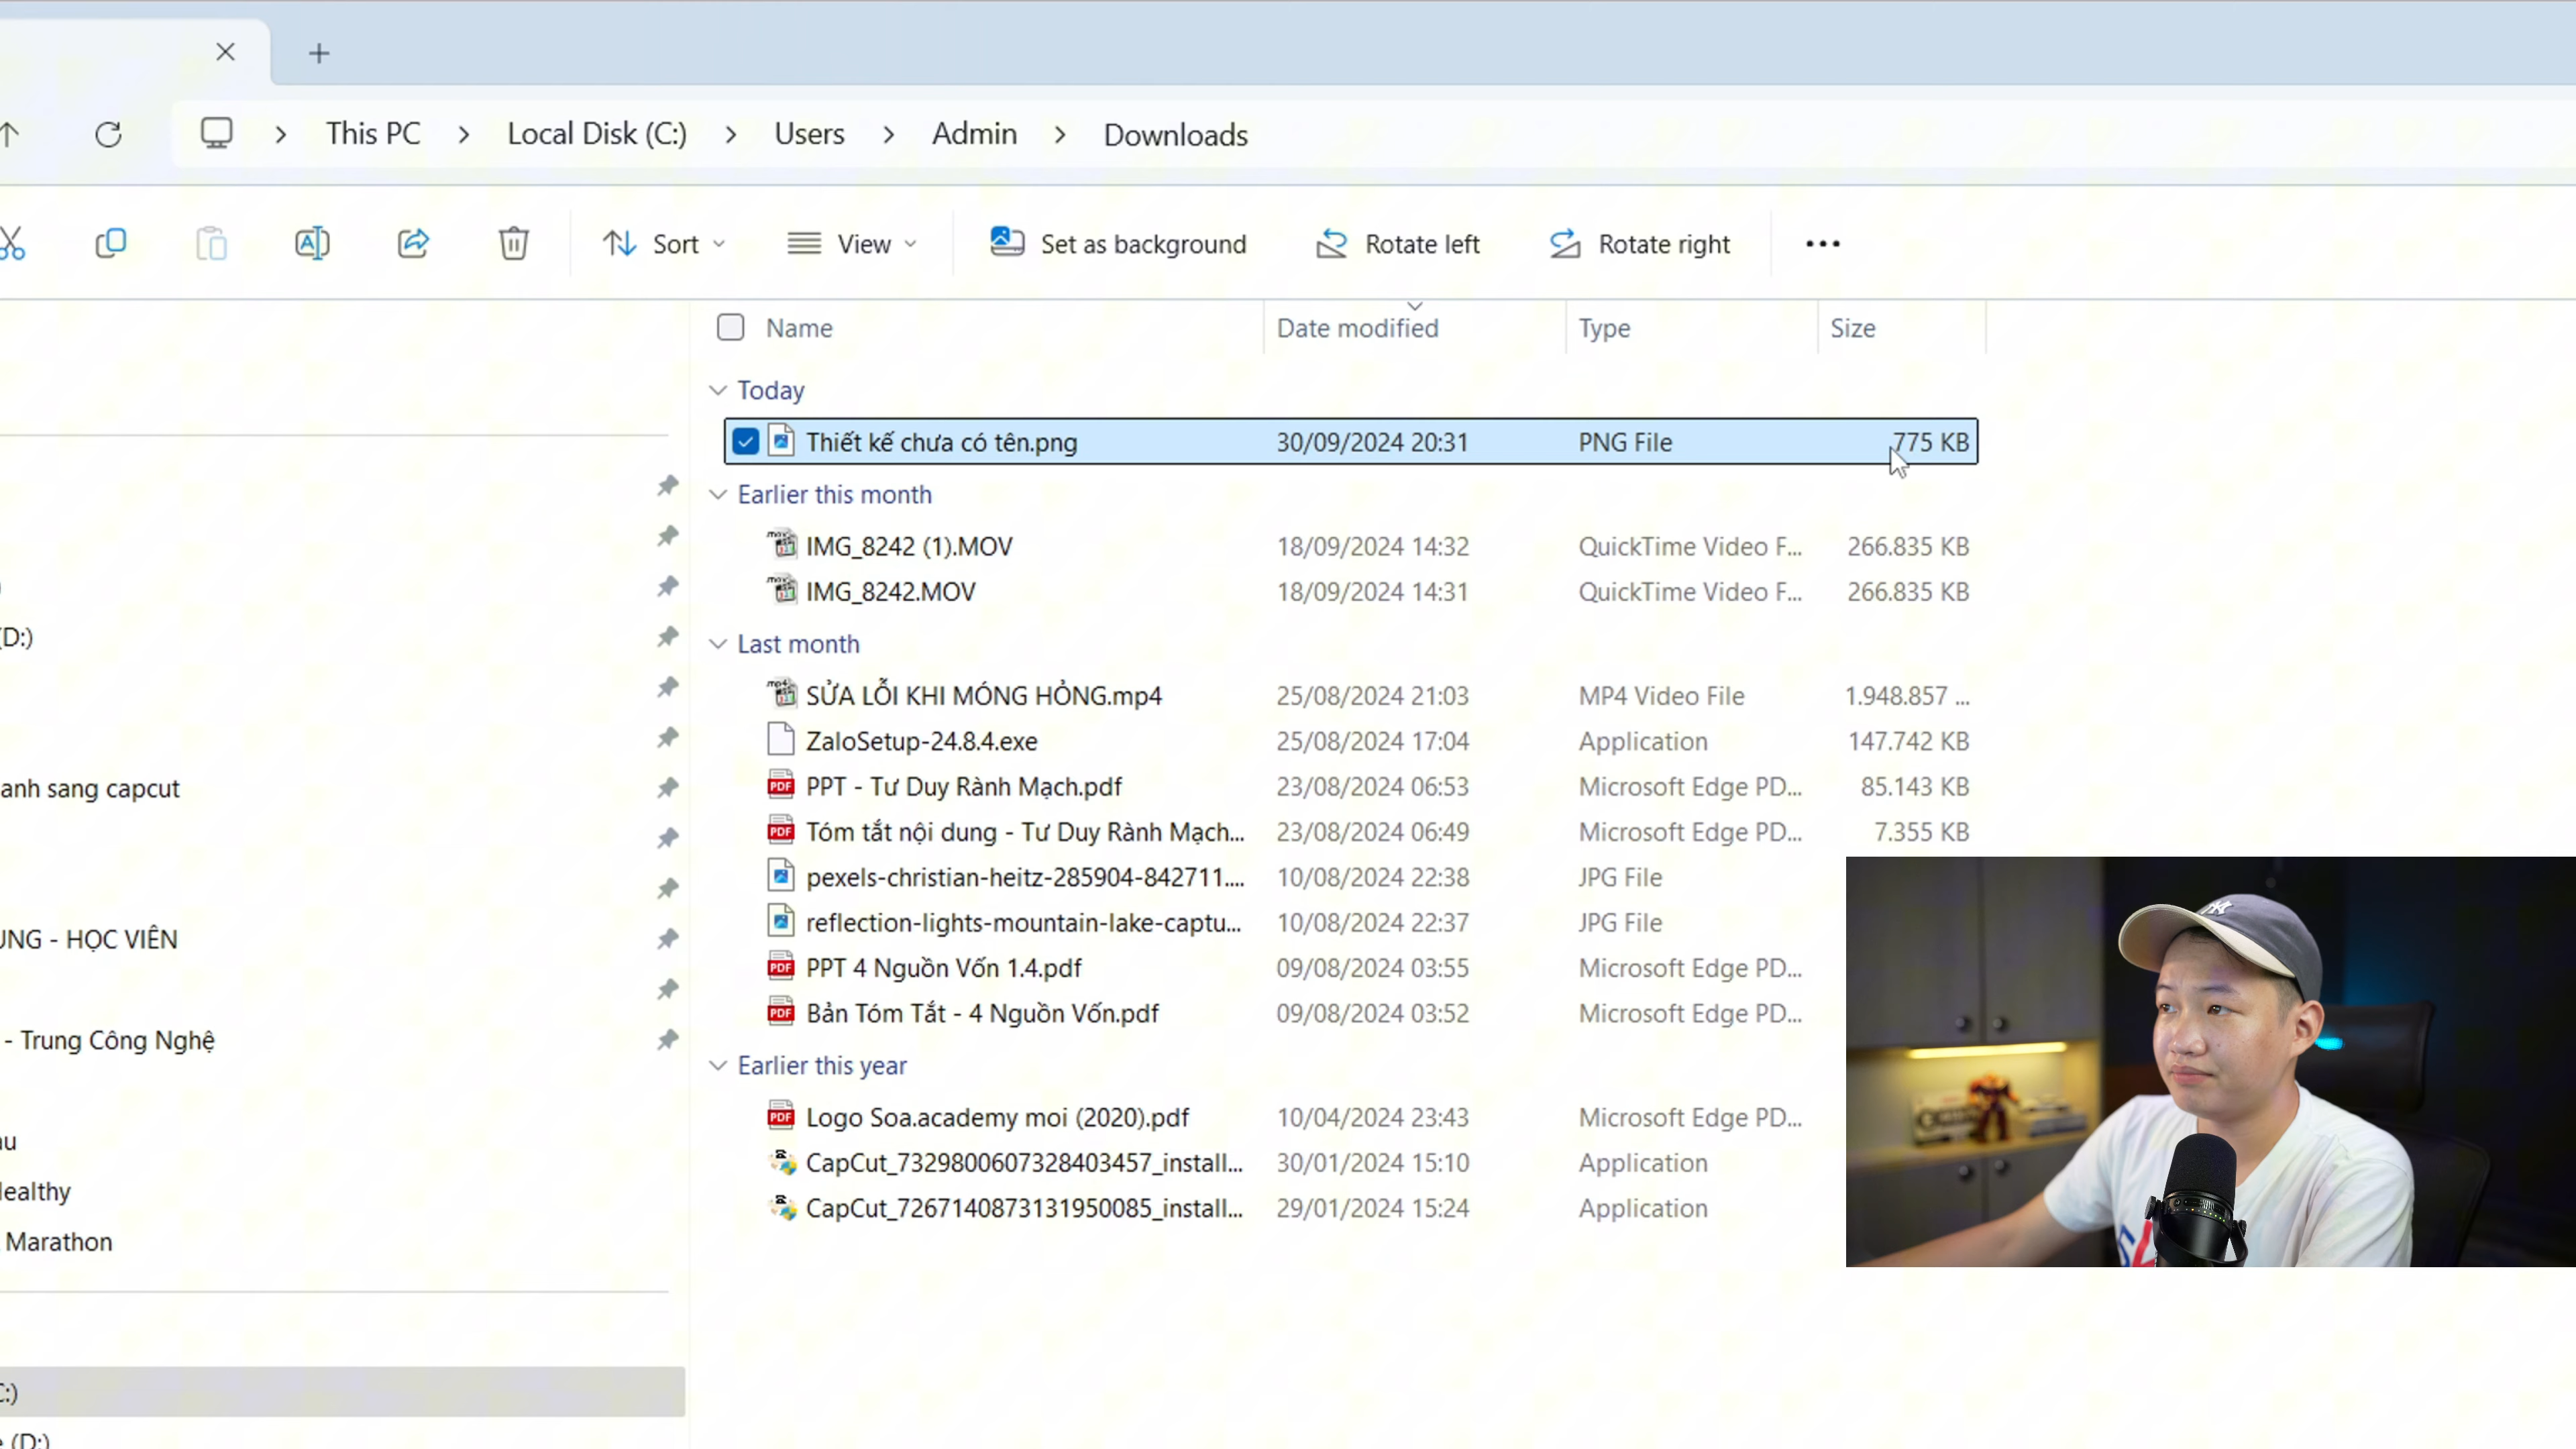 This PC > Local Disk (C:) > Users > Admin > Downloads
Sort View Set as background Rotate left Rotate right
Name Date modified Type Size
Today
Thiết kế chưa có tên.png 30/09/2024 20:31 PNG File 775 KB
Earlier this month
IMG_8242 (1).MOV 18/09/2024 14:32 QuickTime Video F... 266.835 KB
IMG_8242.MOV 18/09/2024 14:31 QuickTime Video F... 266.835 KB
(D:)
Last month
SỬA LỖI KHI MÓNG HỎNG.mp4 25/08/2024 21:03 MP4 Video File 1.948.857 ...
ZaloSetup-24.8.4.exe 25/08/2024 17:04 Application 147.742 KB
anh sang capcut
PPT - Tư Duy Rành Mạch.pdf 23/08/2024 06:53 Microsoft Edge PD... 85.143 KB
Tóm tắt nội dung - Tư Duy Rành Mạch... 23/08/2024 06:49 Microsoft Edge PD... 7.355 KB
pexels-christian-heitz-285904-842711.... 10/08/2024 22:38 JPG File
reflection-lights-mountain-lake-captu... 10/08/2024 22:37 JPG File
UNG - HỌC VIÊN
PPT 4 Nguồn Vốn 1.4.pdf 09/08/2024 03:55 Microsoft Edge PD...
Bản Tóm Tắt - 4 Nguồn Vốn.pdf 09/08/2024 03:52 Microsoft Edge PD...
- Trung Công Nghệ
Earlier this year
Logo Soa.academy moi (2020).pdf 10/04/2024 23:43 Microsoft Edge PD...
au
CapCut_7329800607328403457_install... 30/01/2024 15:10 Application
Healthy
CapCut_7267140873131950085_install... 29/01/2024 15:24 Application
Marathon
C:)
(D:)